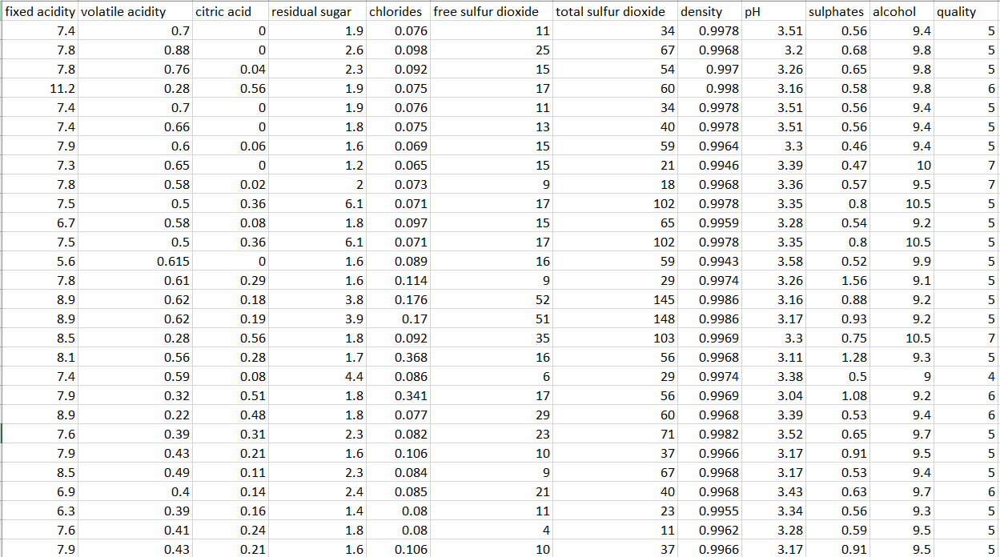 fixed acidity volatile acidity citric acid residual sugar chlorides free sulfur dioxide total sulfur dioxide density pH sulphates alcohol quality
7.4 0.7 0 1.9 0.076 11 34 0.9978 3.51 0.56 9.4 5
7.8 0.88 0 2.6 0.098 25 67 0.9968 3.2 0.68 9.8 5
7.8 0.76 0.04 2.3 0.092 15 54 0.997 3.26 0.65 9.8 5
11.2 0.28 0.56 1.9 0.075 17 60 0.998 3.16 0.58 9.8 6
7.4 0.7 0 1.9 0.076 11 34 0.9978 3.51 0.56 9.4 5
7.4 0.66 0 1.8 0.075 13 40 0.9978 3.51 0.56 9.4 5
7.9 0.6 0.06 1.6 0.069 15 59 0.9964 3.3 0.46 9.4 5
7.3 0.65 0 1.2 0.065 15 21 0.9946 3.39 0.47 10 7
7.8 0.58 0.02 2 0.073 9 18 0.9968 3.36 0.57 9.5 7
7.5 0.5 0.36 6.1 0.071 17 102 0.9978 3.35 0.8 10.5 5
6.7 0.58 0.08 1.8 0.097 15 65 0.9959 3.28 0.54 9.2 5
7.5 0.5 0.36 6.1 0.071 17 102 0.9978 3.35 0.8 10.5 5
5.6 0.615 0 1.6 0.089 16 59 0.9943 3.58 0.52 9.9 5
7.8 0.61 0.29 1.6 0.114 9 29 0.9974 3.26 1.56 9.1 5
8.9 0.62 0.18 3.8 0.176 52 145 0.9986 3.16 0.88 9.2 5
8.9 0.62 0.19 3.9 0.17 51 148 0.9986 3.17 0.93 9.2 5
8.5 0.28 0.56 1.8 0.092 35 103 0.9969 3.3 0.75 10.5 7
8.1 0.56 0.28 1.7 0.368 16 56 0.9968 3.11 1.28 9.3 5
7.4 0.59 0.08 4.4 0.086 6 29 0.9974 3.38 0.5 9 4
7.9 0.32 0.51 1.8 0.341 17 56 0.9969 3.04 1.08 9.2 6
8.9 0.22 0.48 1.8 0.077 29 60 0.9968 3.39 0.53 9.4 6
7.6 0.39 0.31 2.3 0.082 23 71 0.9982 3.52 0.65 9.7 5
7.9 0.43 0.21 1.6 0.106 10 37 0.9966 3.17 0.91 9.5 5
8.5 0.49 0.11 2.3 0.084 9 67 0.9968 3.17 0.53 9.4 5
6.9 0.4 0.14 2.4 0.085 21 40 0.9968 3.43 0.63 9.7 6
6.3 0.39 0.16 1.4 0.08 11 23 0.9955 3.34 0.56 9.3 5
7.6 0.41 0.24 1.8 0.08 4 11 0.9962 3.28 0.59 9.5 5
7.9 0.43 0.21 1.6 0.106 10 37 0.9966 3.17 0.91 9.5 5